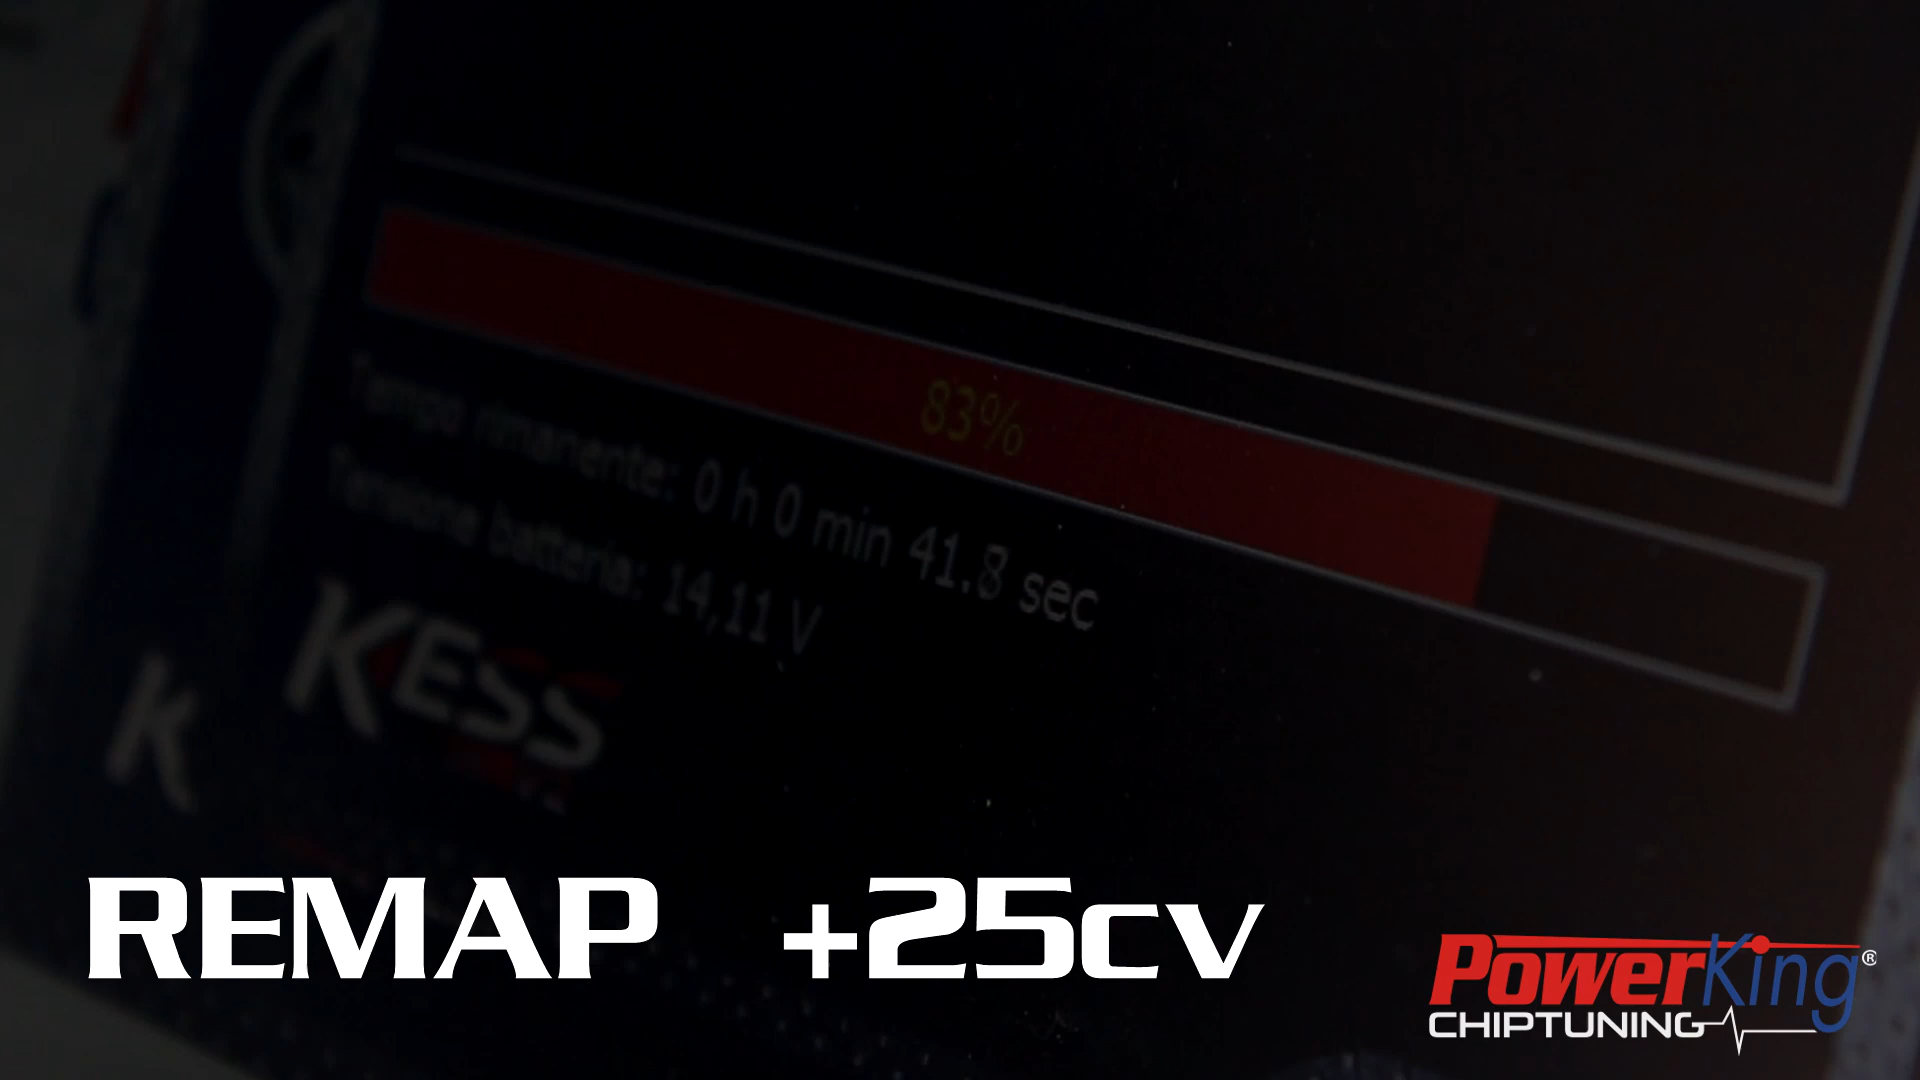 83%
Tempo rimanente: 0 h 0 min 41.8 sec
Tensione batteria: 14,11 V
KESS
K
REMAP +25cv
PowerKing®
CHIPTUNING